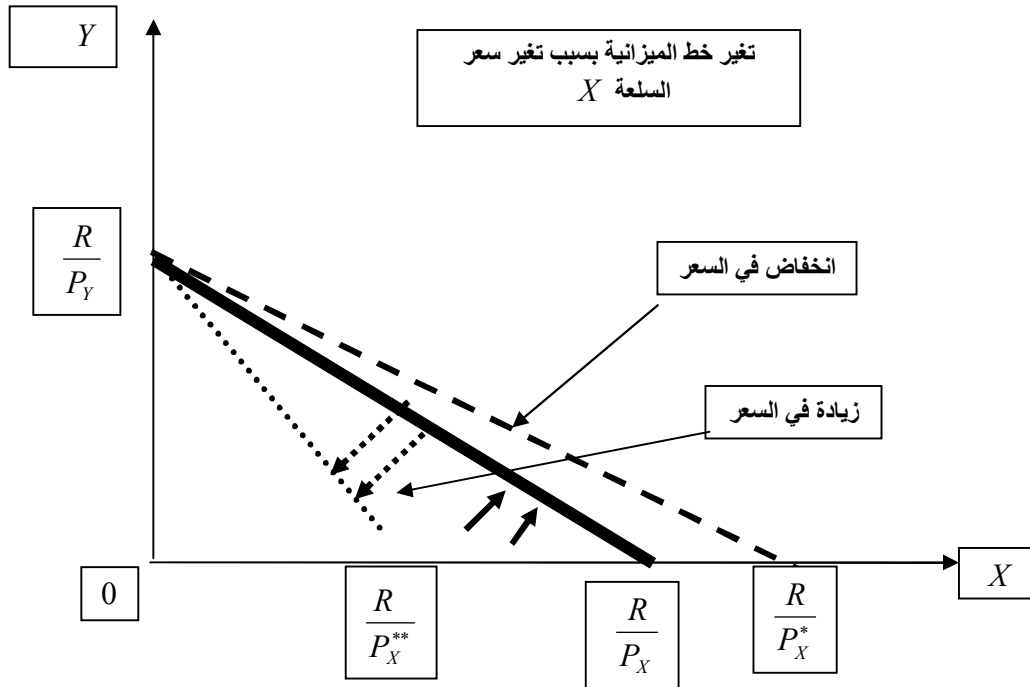 Y
تغير خط الميزانية بسبب تغير سعر
السلعة X
R
P_Y
انخفاض في السعر
زيادة في السعر
0
R
P_X^{**}
R
P_X
R
P_X^{*}
X